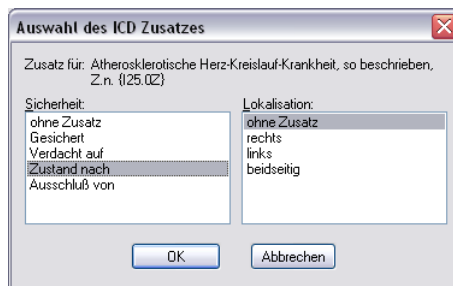 Auswahl des ICD Zusatzes
Zusatz für: Atherosklerotische Herz-Kreislauf-Krankheit, so beschrieben,
Z.n. {I25.0Z}
Sicherheit:
ohne Zusatz
Gesichert
Verdacht auf
Zustand nach
Ausschluß von
Lokalisation:
ohne Zusatz
rechts
links
beidseitig
OK
Abbrechen